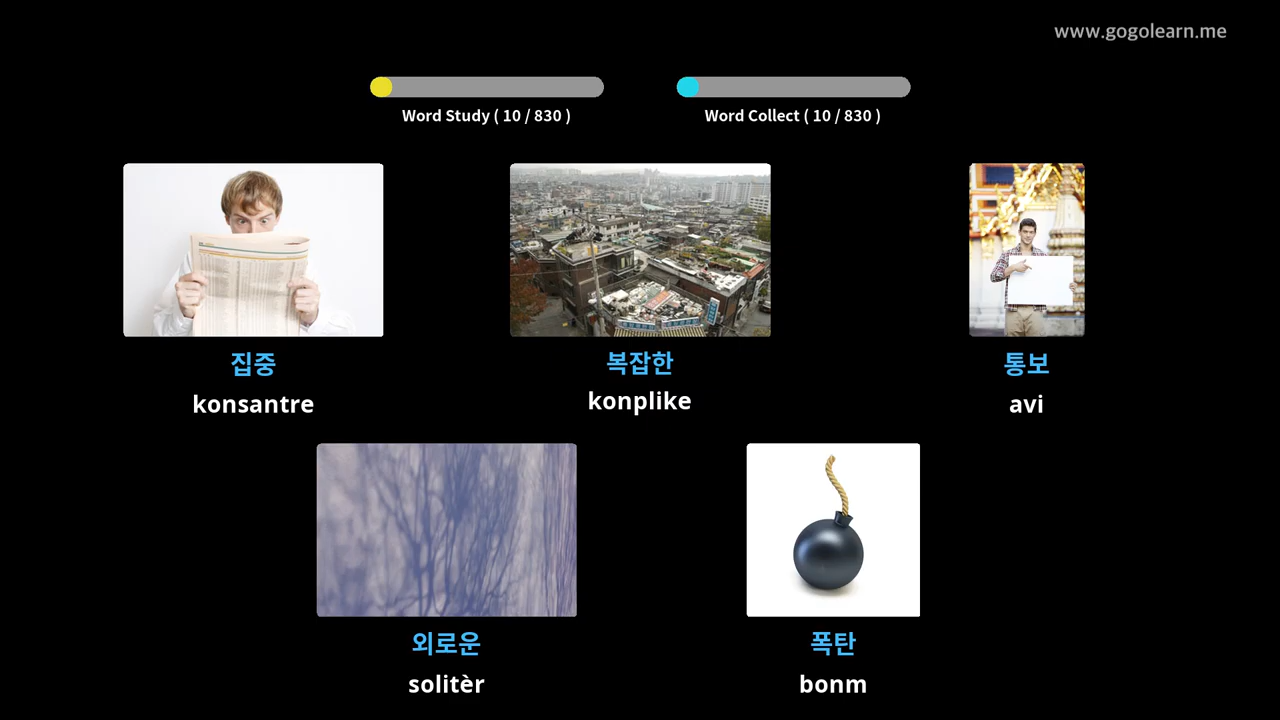 www.gogolearn.me
Word Study ( 10 / 830 )
Word Collect ( 10 / 830 )
집중
konsantre
복잡한
konplike
통보
avi
외로운
solitèr
폭탄
bonm